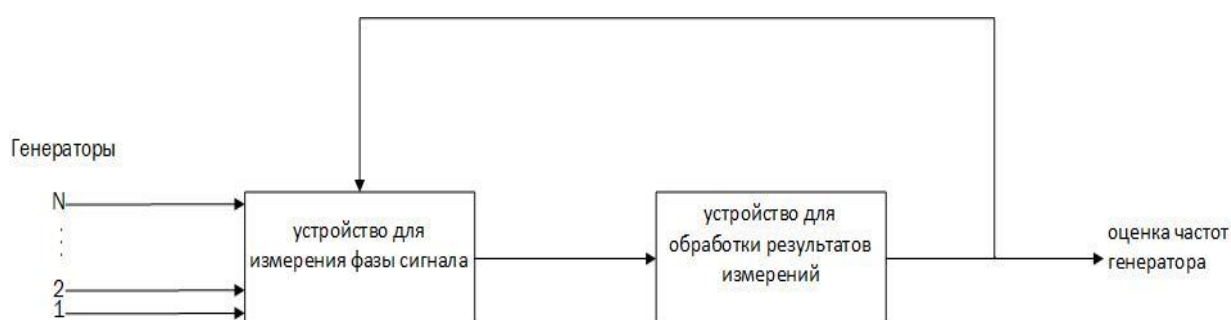 Генераторы
N
2
1
устройство для
измерения фазы сигнала
устройство для
обработки результатов
измерений
оценка частот
генератора